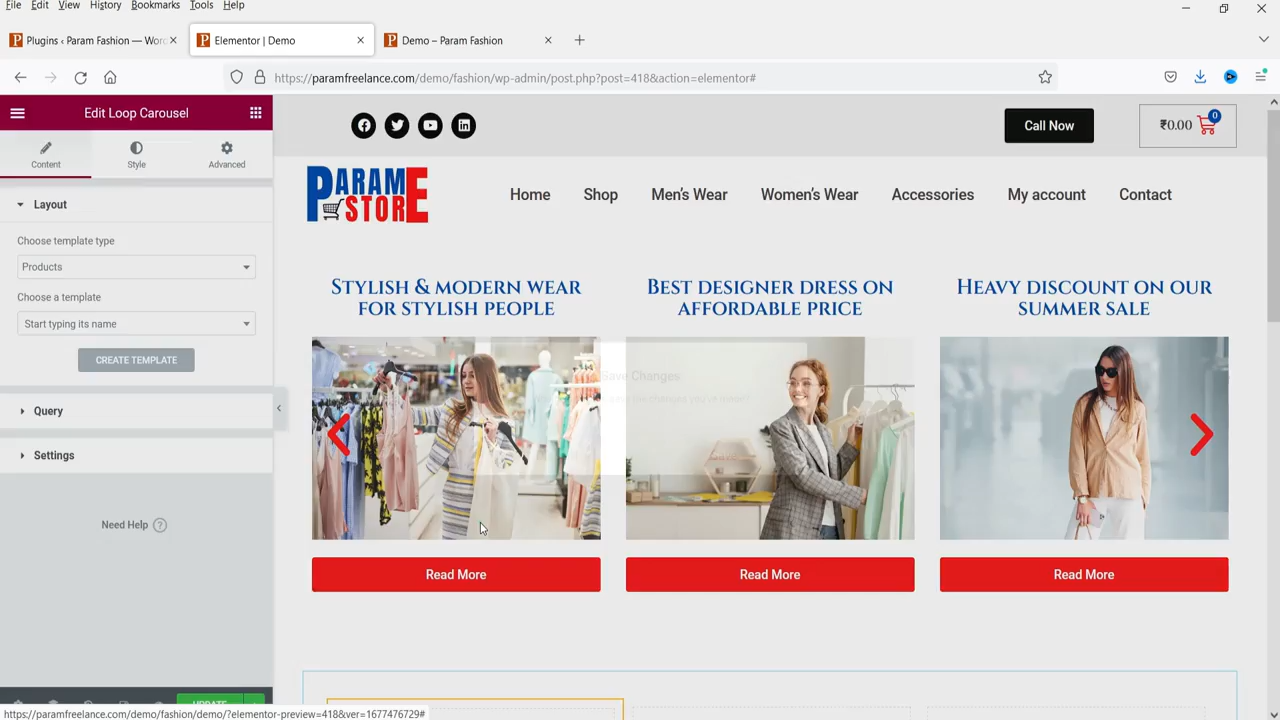 File Edit View History Bookmarks Tools Help
Plugins ‹ Param Fashion — Wor
Elementor | Demo
Demo – Param Fashion
https://paramfreelance.com/demo/fashion/wp-admin/post.php?post=418&action=elementor#
Edit Loop Carousel
Content Style Advanced
Layout
Choose template type
Products
Choose a template
Start typing its name
CREATE TEMPLATE
Query
Settings
Need Help ?
UPDATE
Call Now
₹0.00 0
PARAM
STORE
Home Shop Men's Wear Women's Wear Accessories My account Contact
Stylish & modern wear
for stylish people
Best designer dress on
affordable price
Heavy discount on our
summer sale
Save Changes
Read More
Read More
Read More
https://paramfreelance.com/demo/fashion/demo/?elementor-preview=418&ver=1677476729#